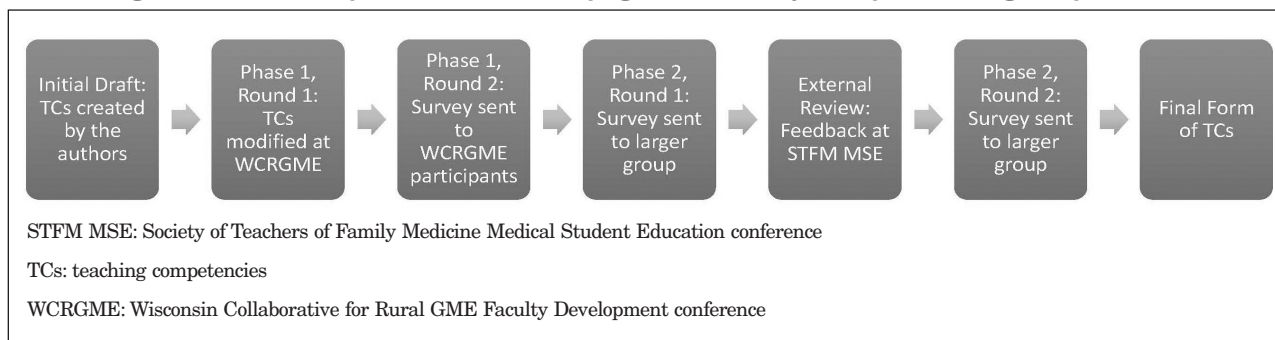 Initial Draft:
TCs created
by the
authors
Phase 1,
Round 1:
TCs
modified at
WCRGME
Phase 1,
Round 2:
Survey sent
to
WCRGME
participants
Phase 2,
Round 1:
Survey sent
to larger
group
External
Review:
Feedback at
STFM MSE
Phase 2,
Round 2:
Survey sent
to larger
group
Final Form
of TCs
STFM MSE: Society of Teachers of Family Medicine Medical Student Education conference
TCs: teaching competencies
WCRGME: Wisconsin Collaborative for Rural GME Faculty Development conference